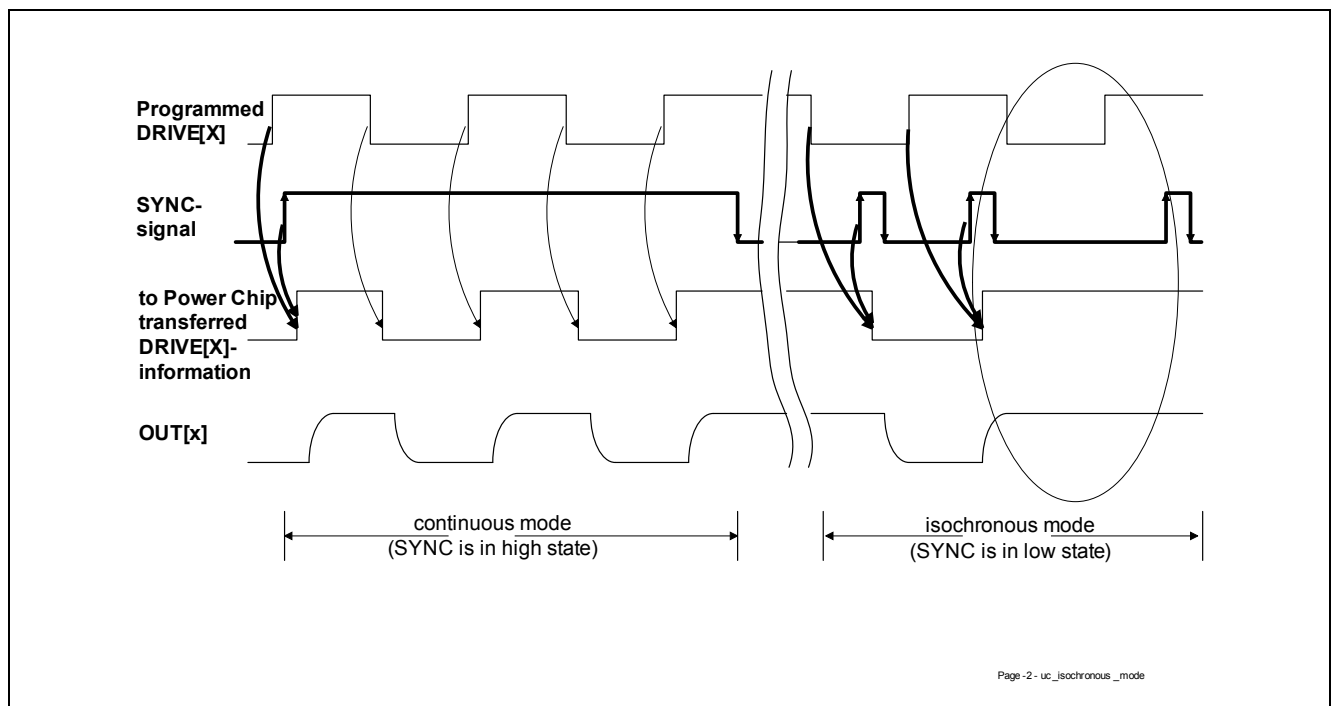 Programmed
DRIVE[X]
SYNC-
signal
to Power Chip
transferred
DRIVE[X]-
information
OUT[x]
continuous mode
(SYNC is in high state)
isochronous mode
(SYNC is in low state)
Page -2 - uc_isochronous _mode